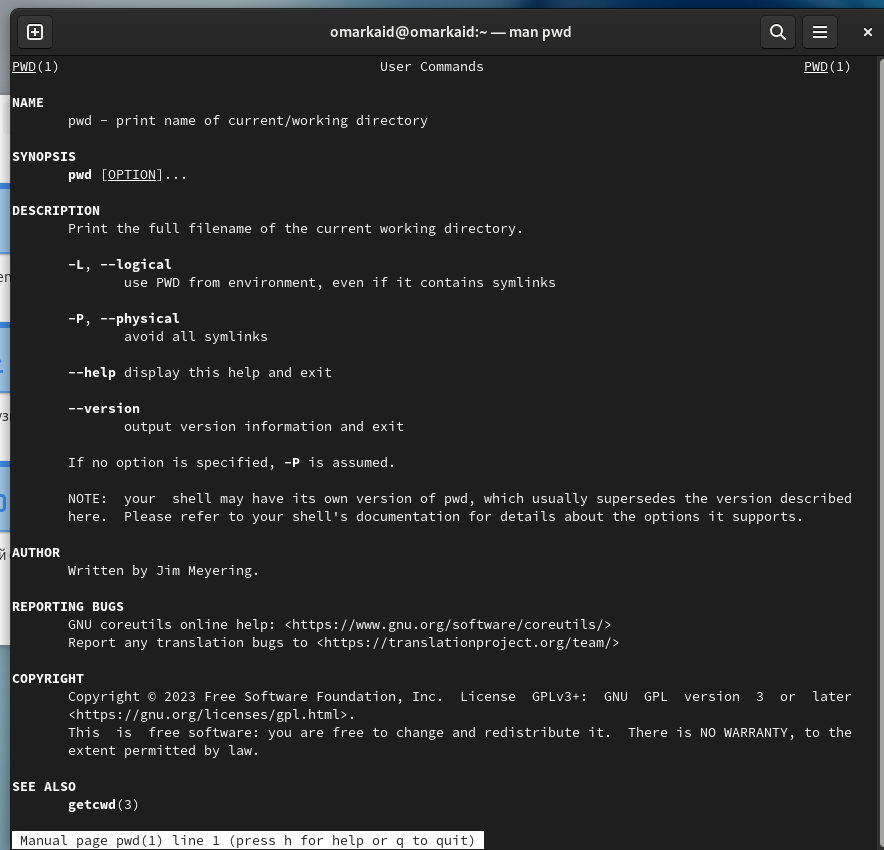 omarkaid@omarkaid:~ — man pwd
PWD(1) User Commands PWD(1)
NAME
pwd - print name of current/working directory
SYNOPSIS
pwd [OPTION]...
DESCRIPTION
Print the full filename of the current working directory.
-L, --logical
use PWD from environment, even if it contains symlinks
-P, --physical
avoid all symlinks
--help display this help and exit
--version
output version information and exit
If no option is specified, -P is assumed.
NOTE:  your  shell may have its own version of pwd, which usually supersedes the version described
here.  Please refer to your shell's documentation for details about the options it supports.
AUTHOR
Written by Jim Meyering.
REPORTING BUGS
GNU coreutils online help: <https://www.gnu.org/software/coreutils/>
Report any translation bugs to <https://translationproject.org/team/>
COPYRIGHT
Copyright © 2023 Free Software Foundation, Inc.  License  GPLv3+:  GNU  GPL  version  3  or  later
<https://gnu.org/licenses/gpl.html>.
This  is  free software: you are free to change and redistribute it.  There is NO WARRANTY, to the
extent permitted by law.
SEE ALSO
getcwd(3)
Manual page pwd(1) line 1 (press h for help or q to quit)